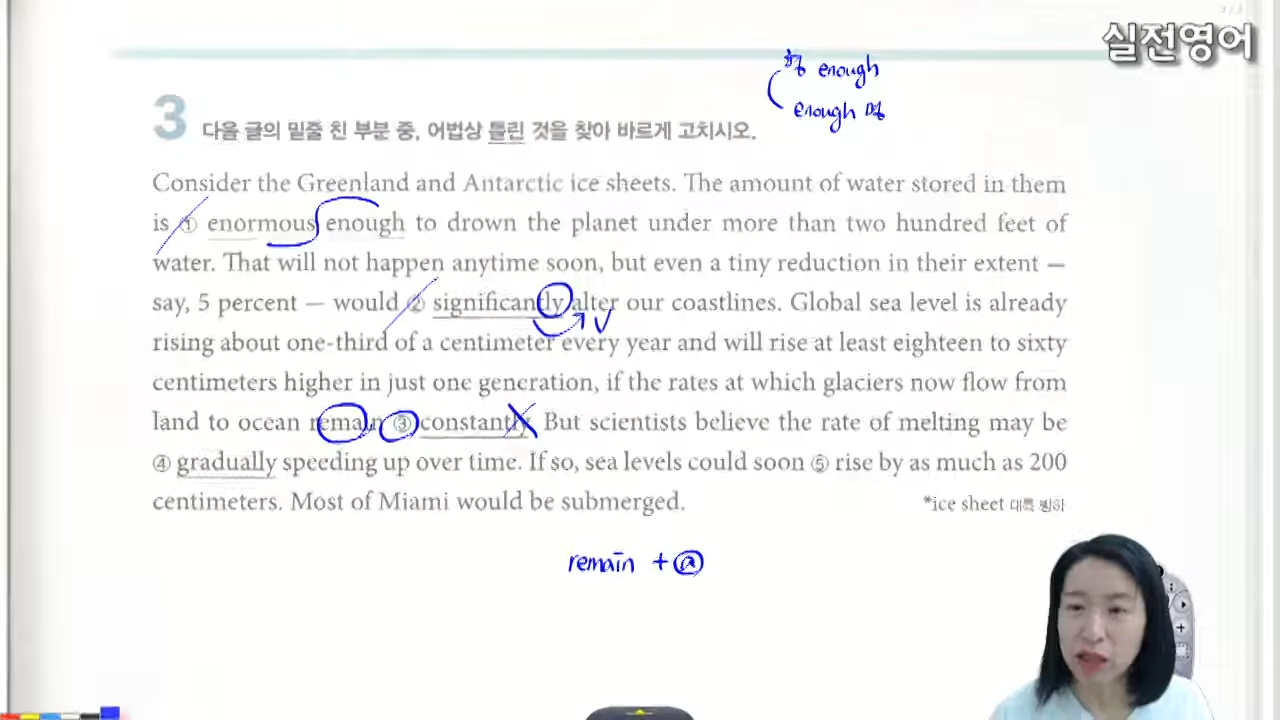 실전영어
형 enough
enough 명
3 다음 글의 밑줄 친 부분 중, 어법상 틀린 것을 찾아 바르게 고치시오.
Consider the Greenland and Antarctic ice sheets. The amount of water stored in them
is ① enormous enough to drown the planet under more than two hundred feet of
water. That will not happen anytime soon, but even a tiny reduction in their extent —
say, 5 percent — would ② significantly alter our coastlines. Global sea level is already
rising about one-third of a centimeter every year and will rise at least eighteen to sixty
centimeters higher in just one generation, if the rates at which glaciers now flow from
land to ocean remain ③ constantly. But scientists believe the rate of melting may be
④ gradually speeding up over time. If so, sea levels could soon ⑤ rise by as much as 200
centimeters. Most of Miami would be submerged.
*ice sheet 대륙 빙하
remain + ⓐ